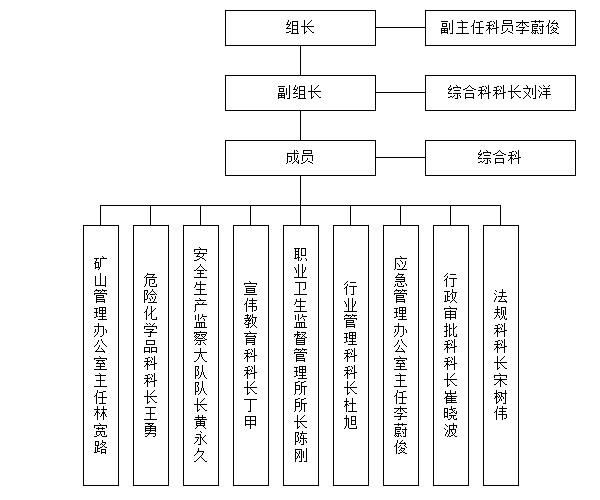 组长
副主任科员李蔚俊
副组长
综合科科长刘洋
成员
综合科
矿山管理办公室主任林宽路
危险化学品科科长王勇
安全生产监察大队队长黄永久
宣伟教育科科长丁甲
职业卫生监督管理所所长陈刚
行业管理科科长杜旭
应急管理办公室主任李蔚俊
行政审批科科长崔晓波
法规科科长宋树伟